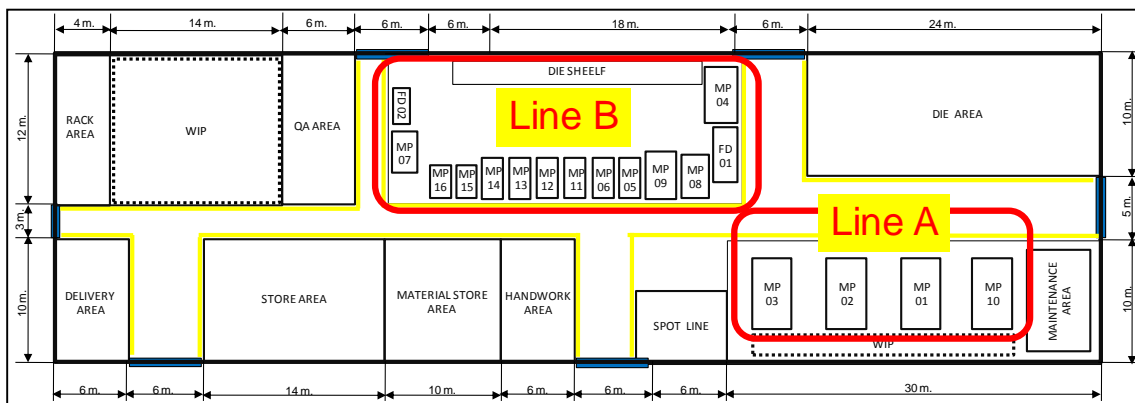 4 m.
14 m.
6 m.
6 m.
6 m.
18 m.
6 m.
24 m.
12 m.
3 m.
10 m.
RACK
AREA
WIP
QA AREA
DIE SHEELF
FD 02
MP
07
MP
16
MP
15
MP
14
MP
13
MP
12
MP
11
MP
06
MP
05
MP
09
MP
08
MP
04
FD
01
Line B
DIE AREA
10 m.
5 m.
10 m.
Line A
DELIVERY
AREA
STORE AREA
MATERIAL STORE
AREA
HANDWORK
AREA
SPOT LINE
MP
03
MP
02
MP
01
MP
10
WIP
MAINTENANCE
AREA
6 m.
6 m.
14 m.
10 m.
6 m.
6 m.
6 m.
30 m.